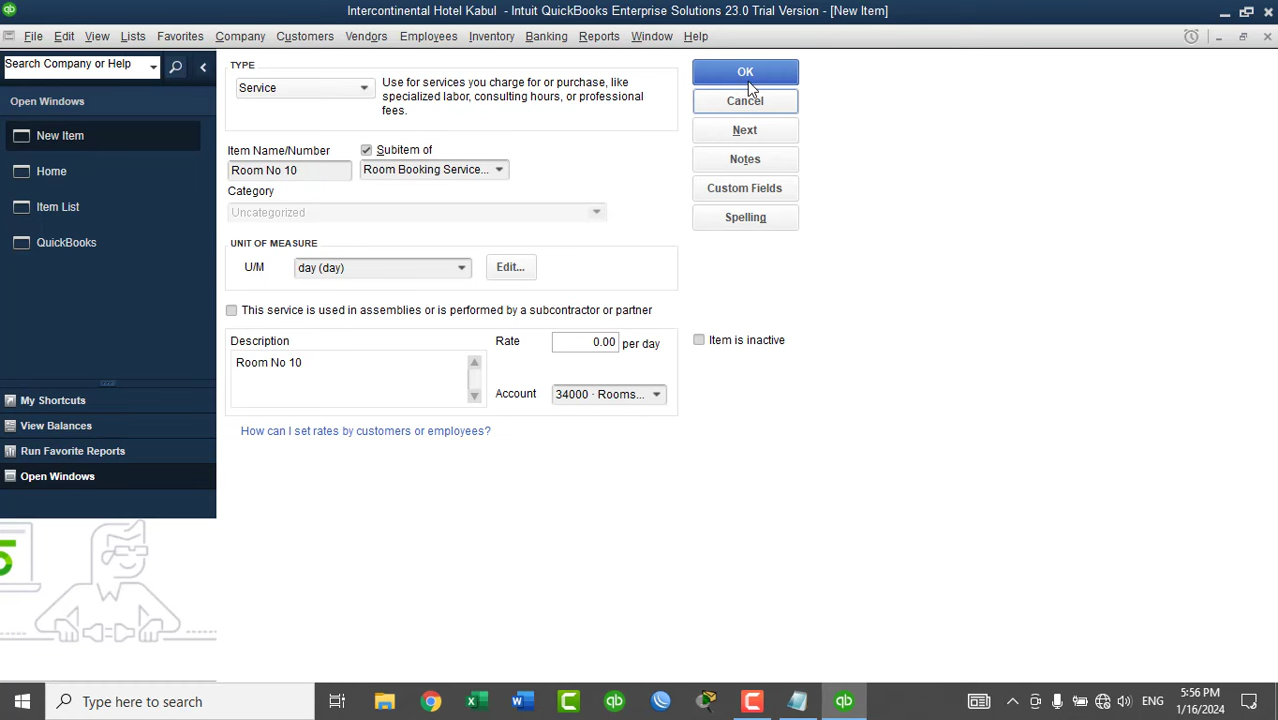 Intercontinental Hotel Kabul - Intuit QuickBooks Enterprise Solutions 23.0 Trial Version - [New Item]
File Edit View Lists Favorites Company Customers Vendors Employees Inventory Banking Reports Window Help
Search Company or Help
Open Windows
New Item
Home
Item List
QuickBooks
My Shortcuts
View Balances
Run Favorite Reports
Open Windows
TYPE
Service
Use for services you charge for or purchase, like
specialized labor, consulting hours, or professional
fees.
Item Name/Number
Subitem of
Room No 10
Room Booking Service...
Category
Uncategorized
UNIT OF MEASURE
U/M
day (day)
Edit...
This service is used in assemblies or is performed by a subcontractor or partner
Description
Room No 10
Rate
0.00
per day
Account
34000 · Rooms...
How can I set rates by customers or employees?
OK
Cancel
Next
Notes
Custom Fields
Spelling
Item is inactive
Type here to search
ENG
5:56 PM
1/16/2024